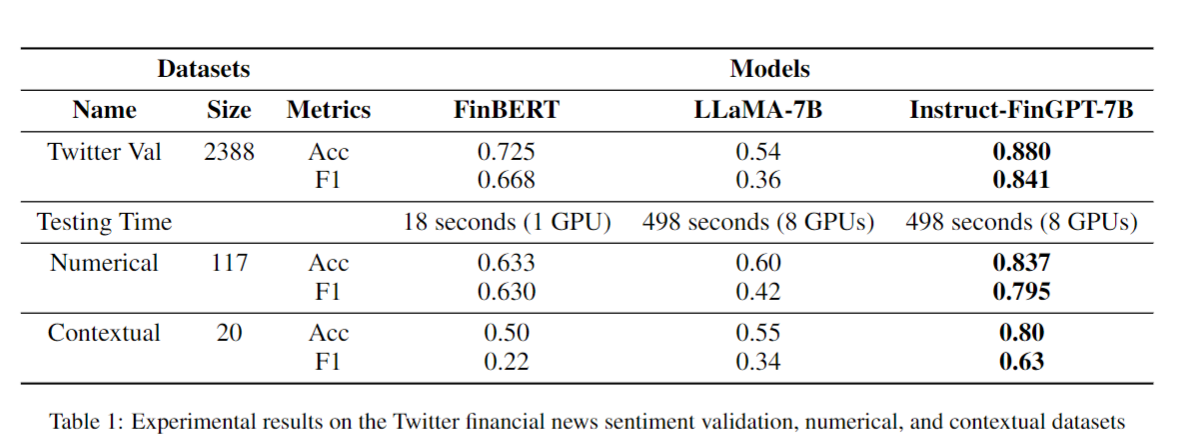 Datasets Models
Name Size Metrics FinBERT LLaMA-7B Instruct-FinGPT-7B
Twitter Val 2388 Acc 0.725 0.54 0.880
F1 0.668 0.36 0.841
Testing Time 18 seconds (1 GPU) 498 seconds (8 GPUs) 498 seconds (8 GPUs)
Numerical 117 Acc 0.633 0.60 0.837
F1 0.630 0.42 0.795
Contextual 20 Acc 0.50 0.55 0.80
F1 0.22 0.34 0.63
Table 1: Experimental results on the Twitter financial news sentiment validation, numerical, and contextual datasets